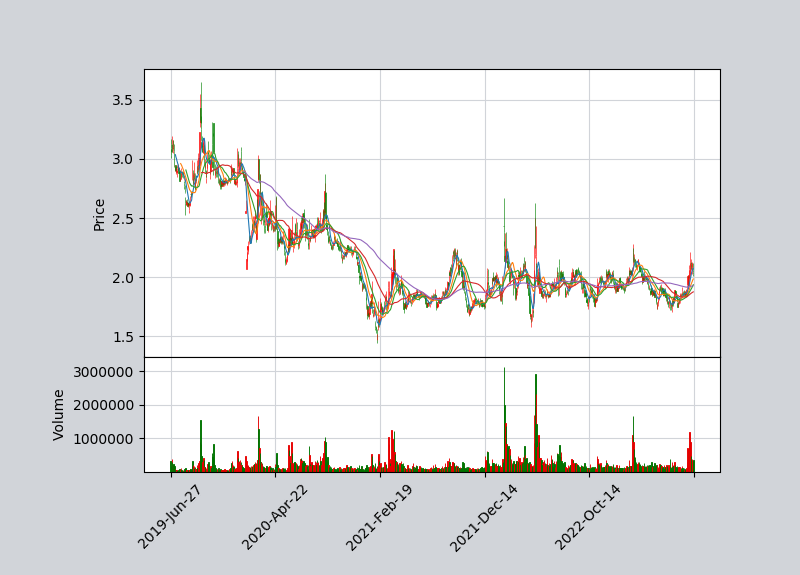 3.5
3.0
2.5
2.0
1.5
Price
3000000
2000000
1000000
Volume
2019-Jun-27
2020-Apr-22
2021-Feb-19
2021-Dec-14
2022-Oct-14